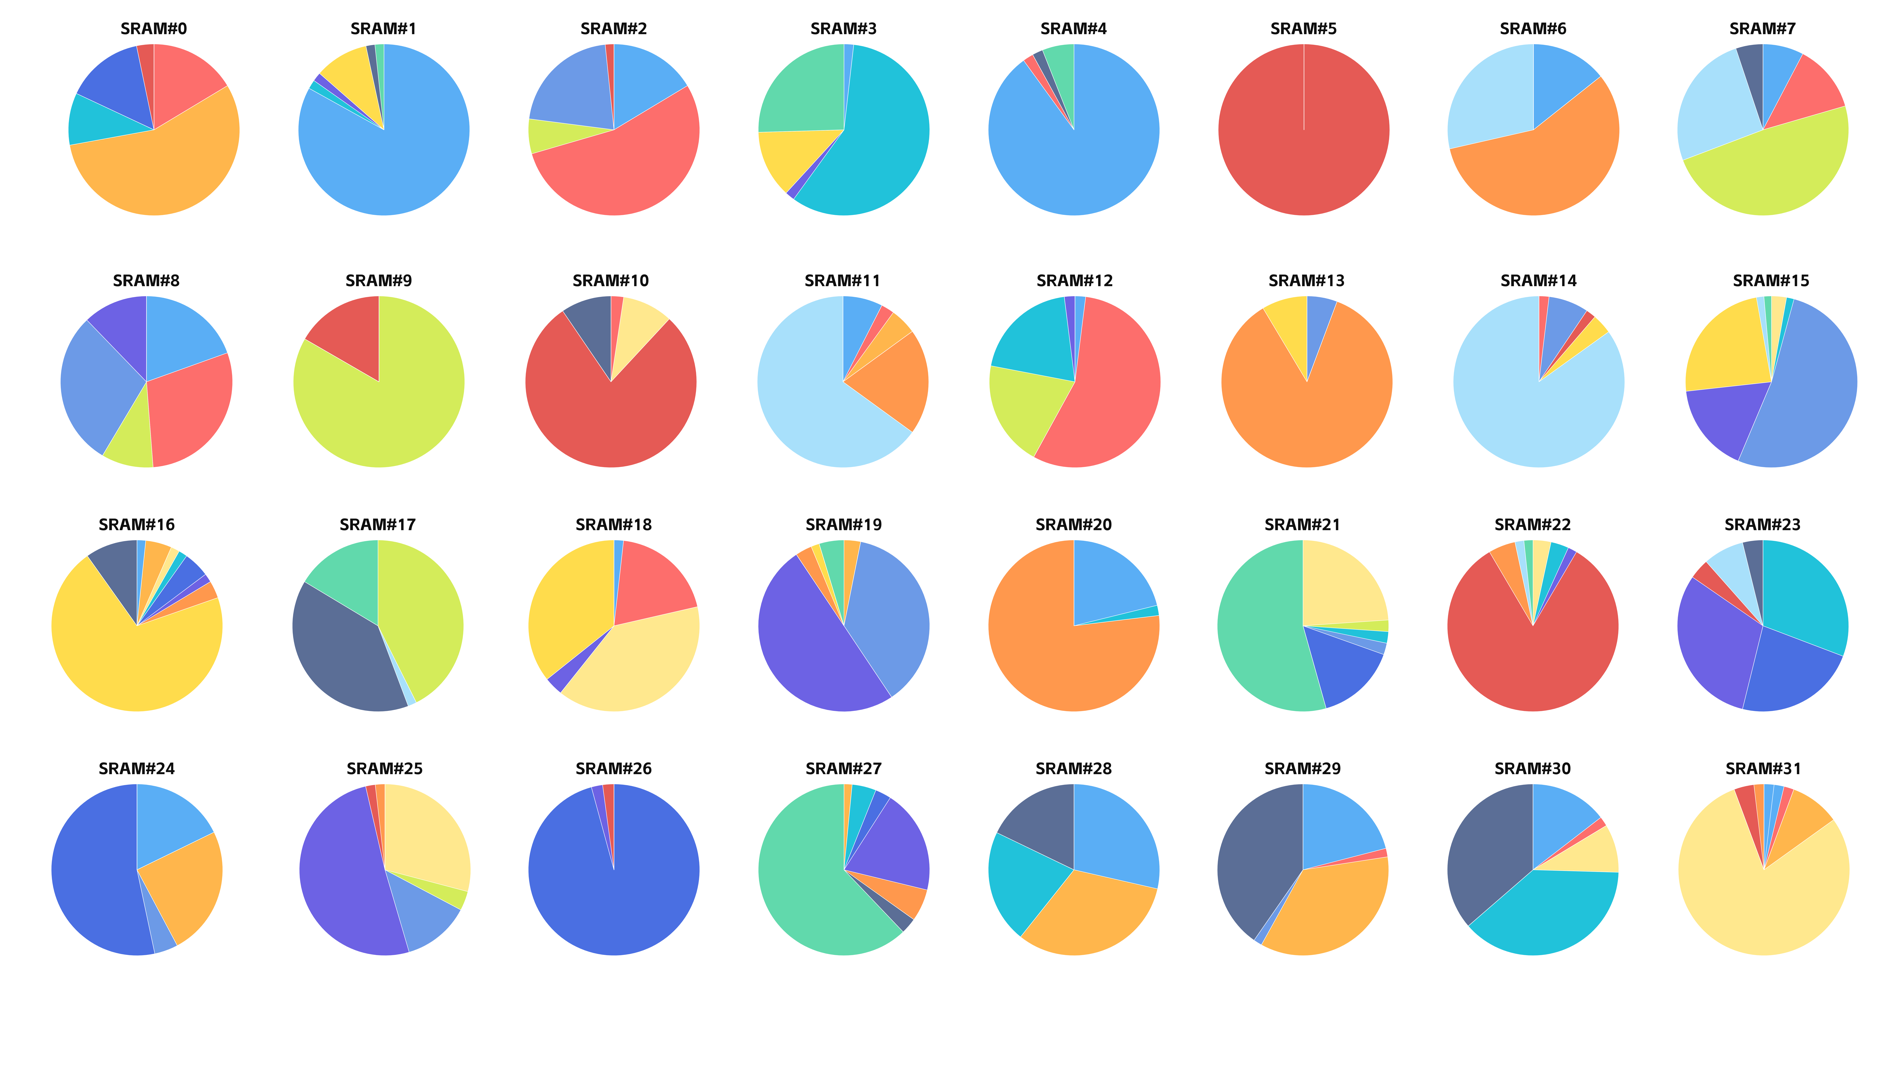 SRAM#0 SRAM#1 SRAM#2 SRAM#3 SRAM#4 SRAM#5 SRAM#6 SRAM#7
SRAM#8 SRAM#9 SRAM#10 SRAM#11 SRAM#12 SRAM#13 SRAM#14 SRAM#15
SRAM#16 SRAM#17 SRAM#18 SRAM#19 SRAM#20 SRAM#21 SRAM#22 SRAM#23
SRAM#24 SRAM#25 SRAM#26 SRAM#27 SRAM#28 SRAM#29 SRAM#30 SRAM#31